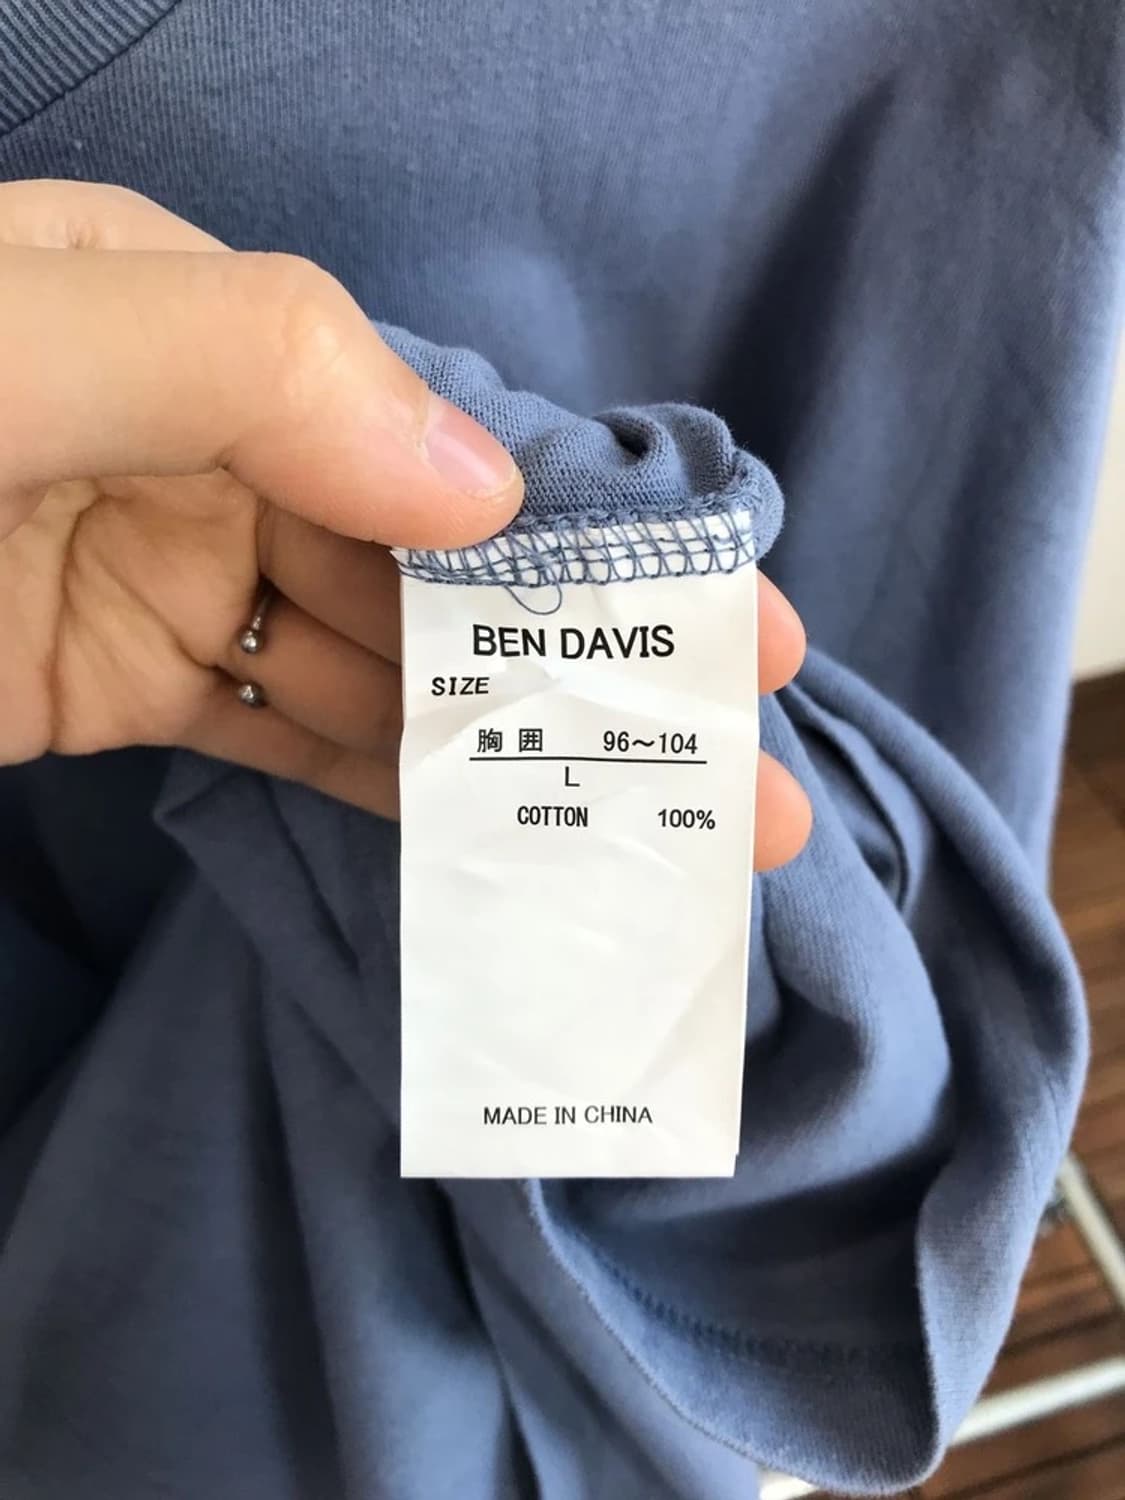 BEN DAVIS
SIZE
胸 囲 96～104
L
COTTON 100%
MADE IN CHINA